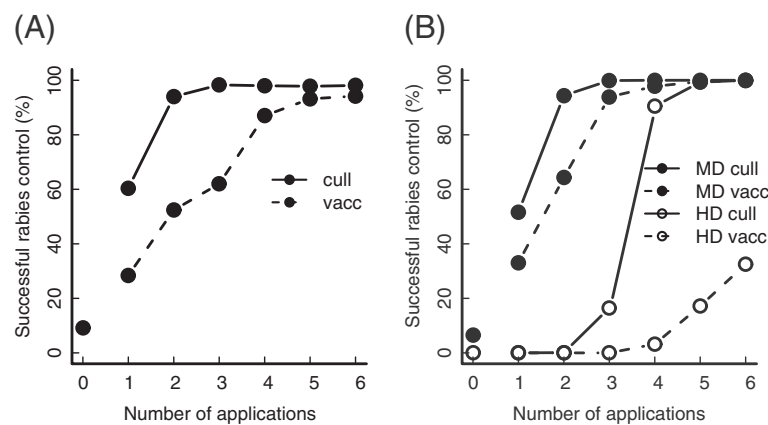 (A)
Successful rabies control (%)
100
80
60
40
20
0
cull
vacc
0 1 2 3 4 5 6
Number of applications
(B)
Successful rabies control (%)
100
80
60
40
20
0
MD cull
MD vacc
HD cull
HD vacc
0 1 2 3 4 5 6
Number of applications